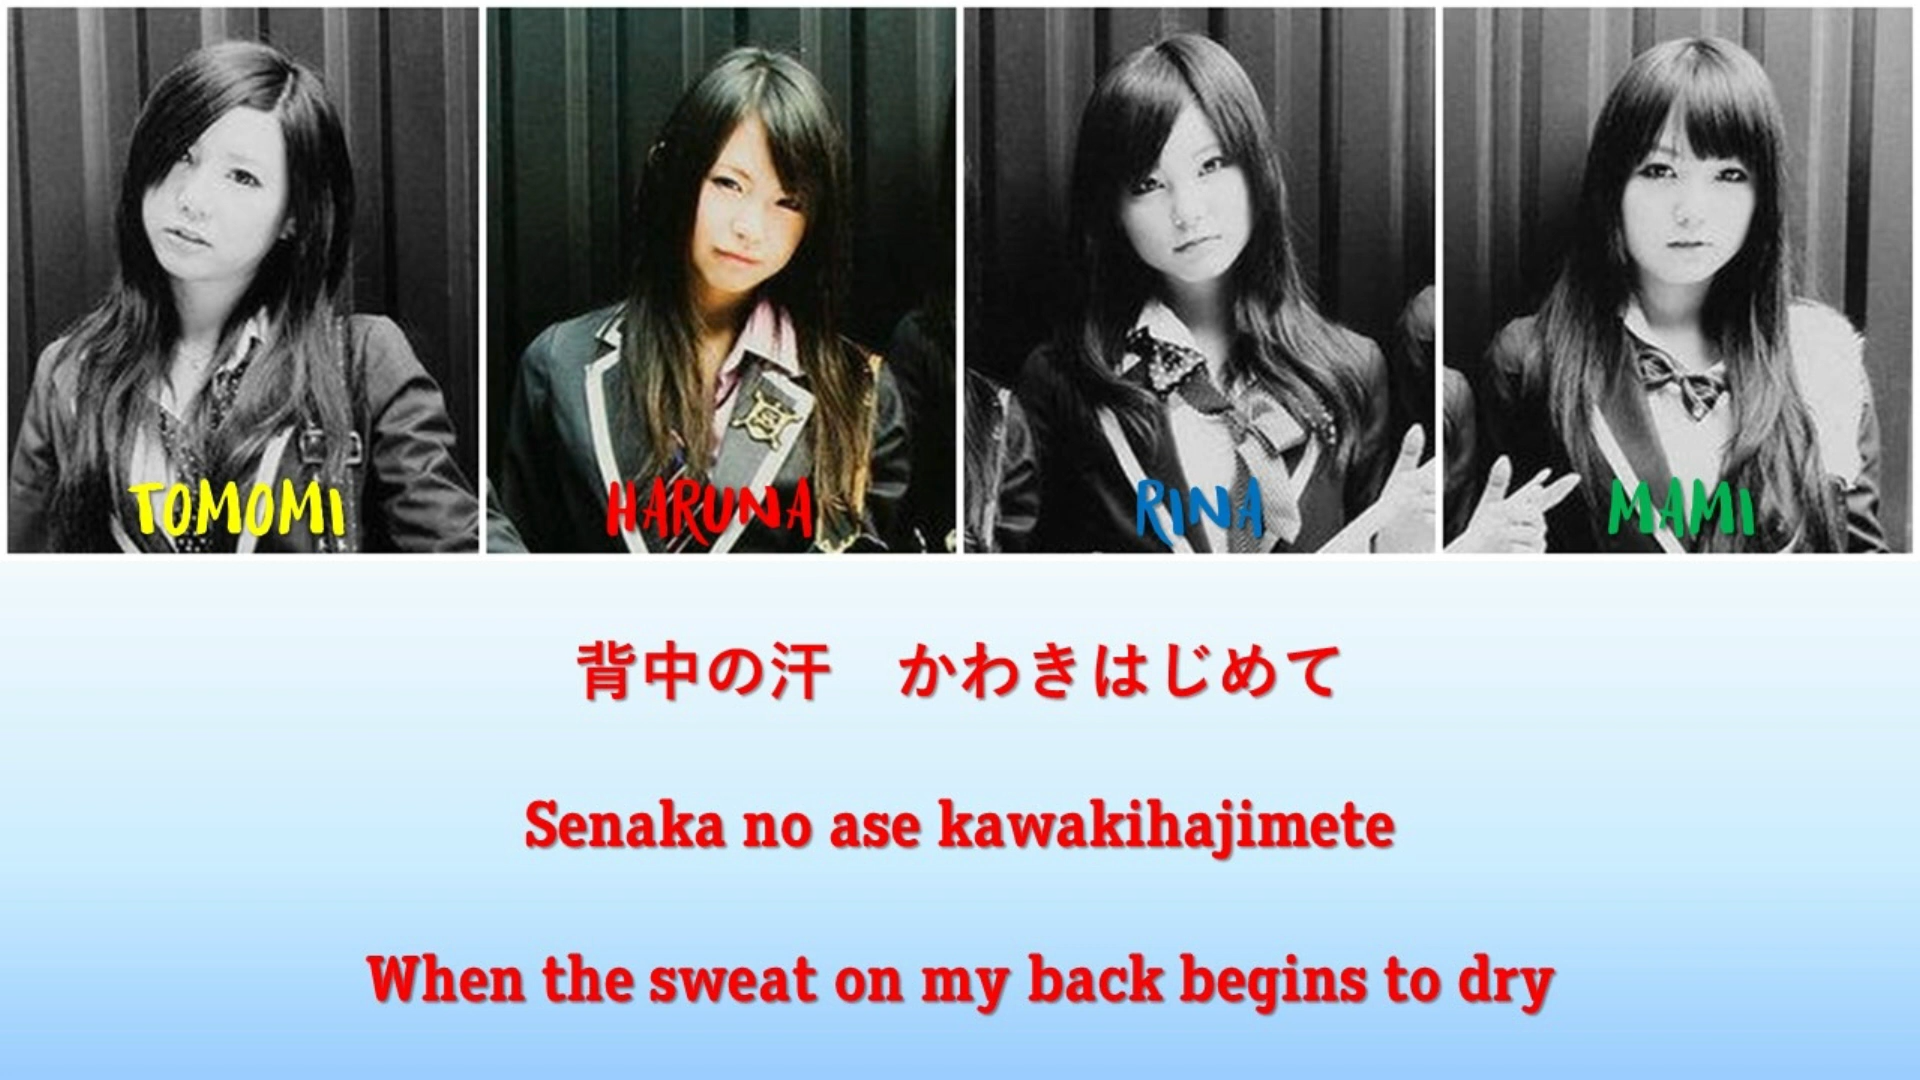 TOMOMI
HARUNA
RINA
MAMI
背中の汗　かわきはじめて
Senaka no ase kawakihajimete
When the sweat on my back begins to dry